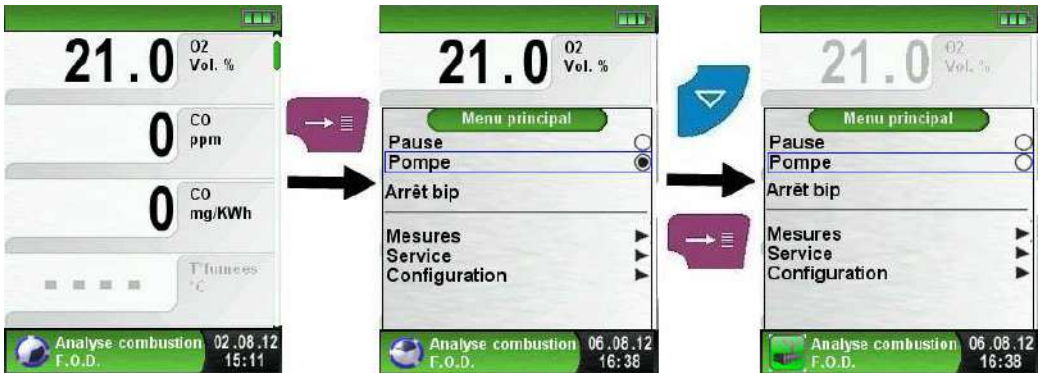 21.0 O2
Vol. %
0 CO
ppm
0 CO
mg/KWh
- - - - T°fumees
°C
Analyse combustion 02.08.12
F.O.D. 15:11
21.0 O2
Vol. %
Menu principal
Pause
Pompe
Arrêt bip
Mesures
Service
Configuration
Analyse combustion 06.08.12
F.O.D. 16:38
21.0 O2
Vol. %
Menu principal
Pause
Pompe
Arrêt bip
Mesures
Service
Configuration
Analyse combustion 06.08.12
F.O.D. 16:38